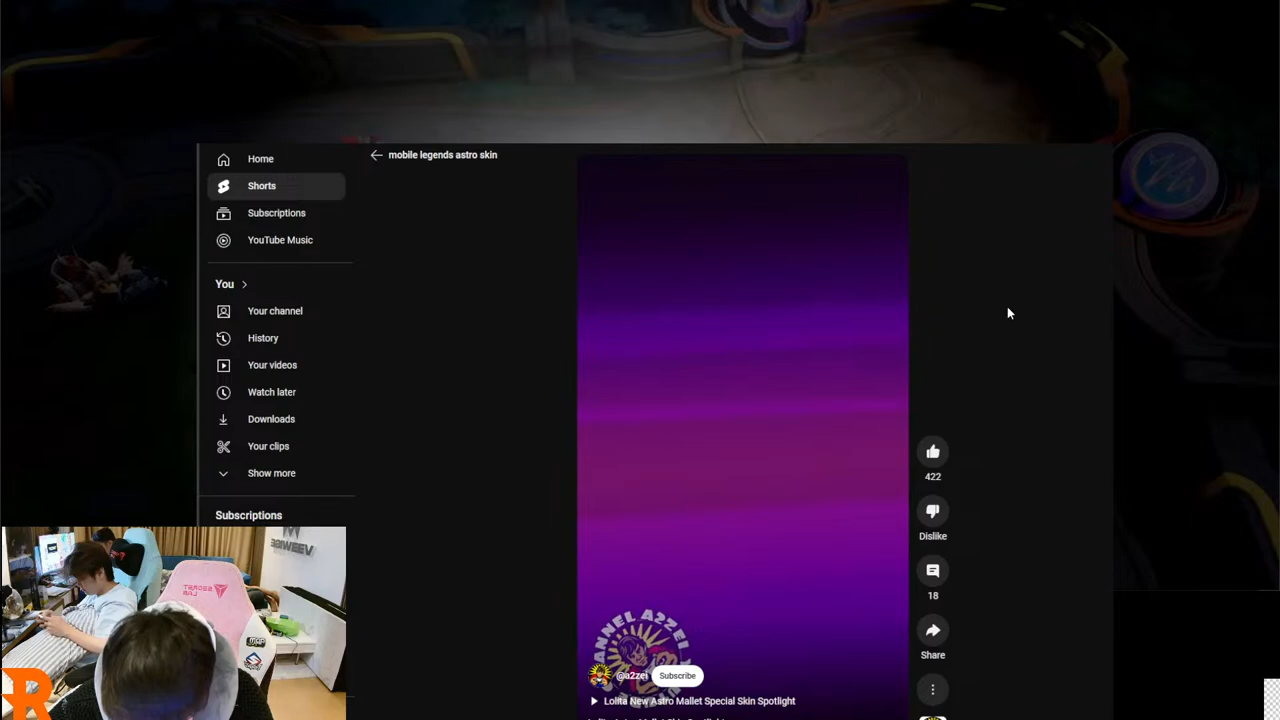 Home
mobile legends astro skin
Shorts
Subscriptions
YouTube Music
You
Your channel
History
Your videos
Watch later
Downloads
Your clips
Show more
Subscriptions
422
Dislike
18
Share
@a2zei
Subscribe
Lolita New Astro Mallet Special Skin Spotlight